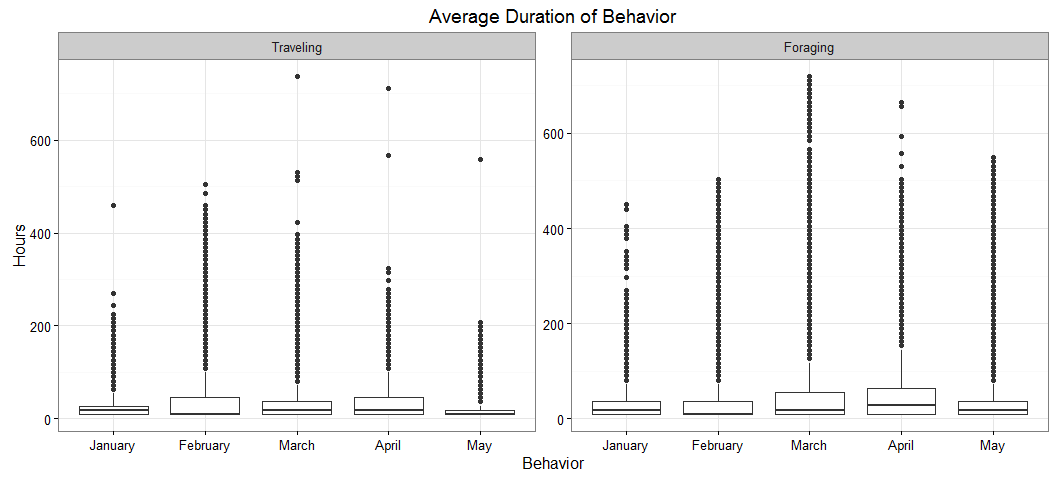 Average Duration of Behavior
Traveling
Foraging
Hours
600
400
200
0
600
400
200
0
January February March April May
January February March April May
Behavior